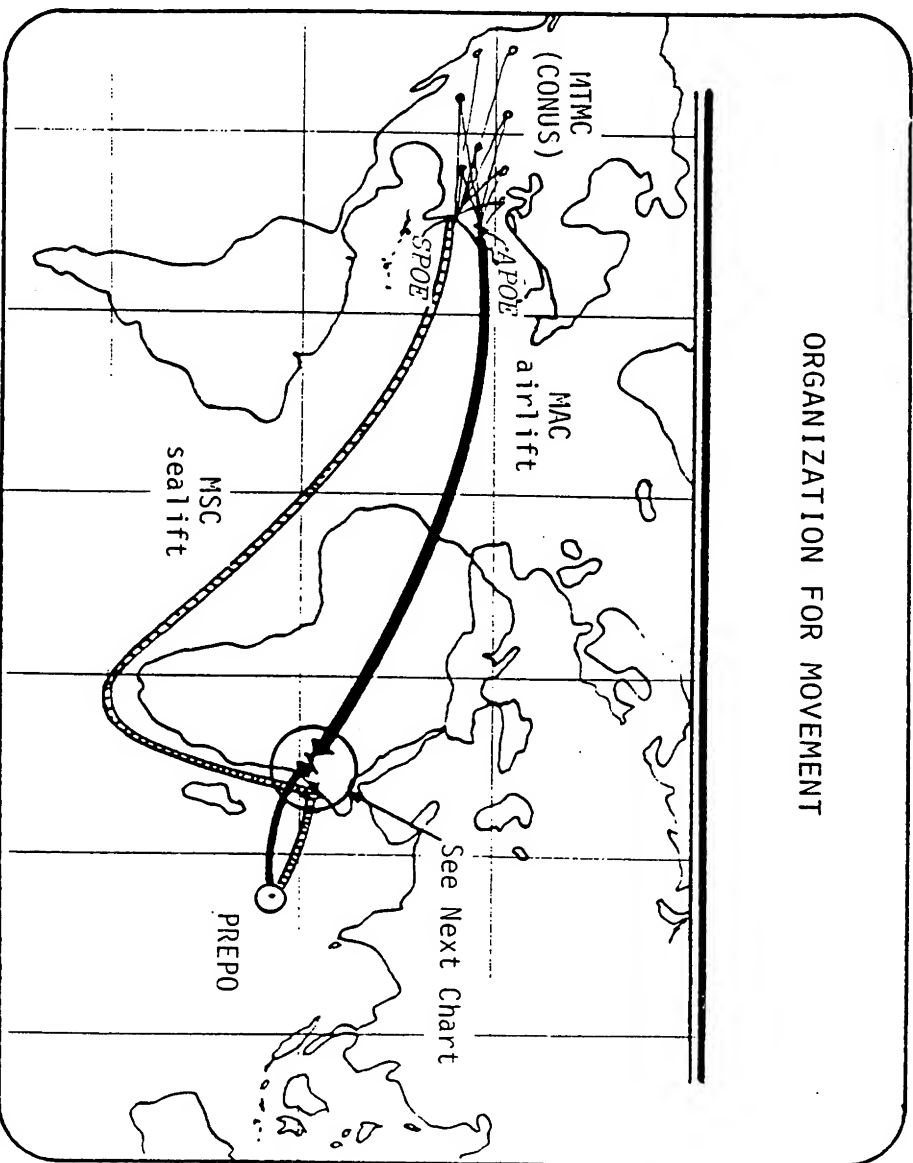 ORGANIZATION FOR MOVEMENT
MTMC
(CONUS)
APOE
SPOE
MAC
airlift
MSC
sealift
See Next Chart
PREPO